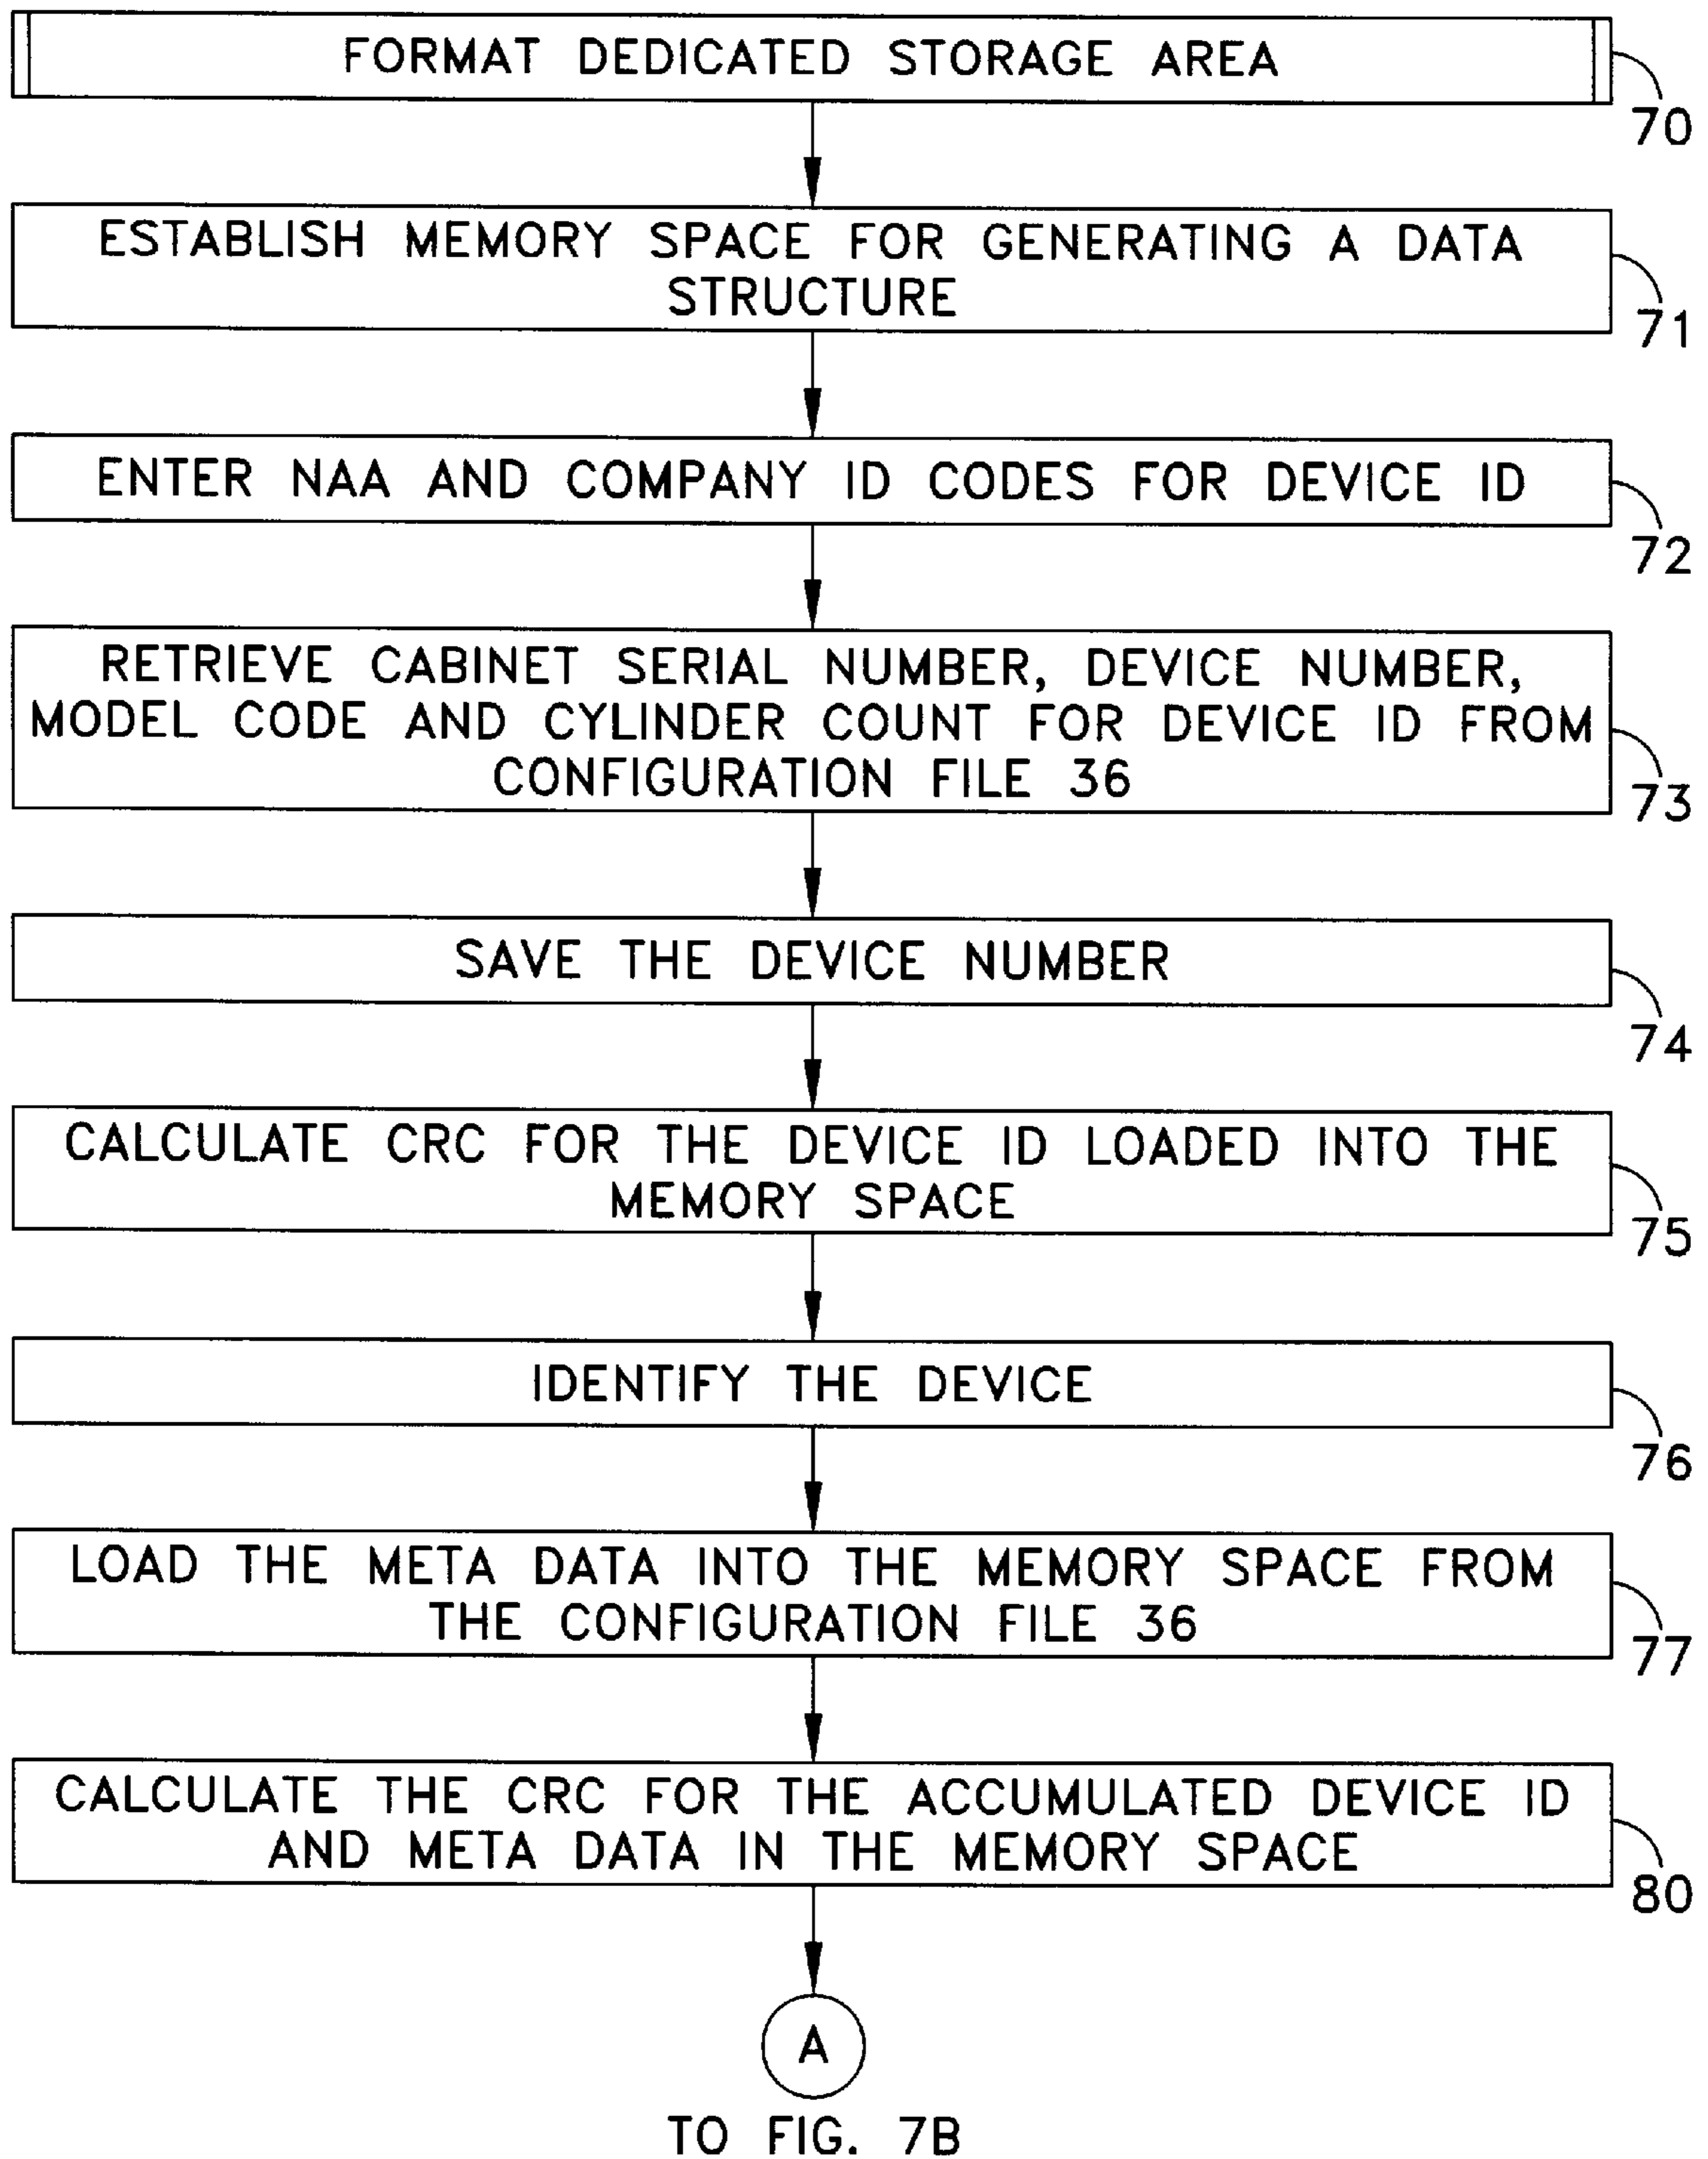 FORMAT DEDICATED STORAGE AREA
70
ESTABLISH MEMORY SPACE FOR GENERATING A DATA
STRUCTURE
71
ENTER NAA AND COMPANY ID CODES FOR DEVICE ID
72
RETRIEVE CABINET SERIAL NUMBER, DEVICE NUMBER,
MODEL CODE AND CYLINDER COUNT FOR DEVICE ID FROM
CONFIGURATION FILE 36
73
SAVE THE DEVICE NUMBER
74
CALCULATE CRC FOR THE DEVICE ID LOADED INTO THE
MEMORY SPACE
75
IDENTIFY THE DEVICE
76
LOAD THE META DATA INTO THE MEMORY SPACE FROM
THE CONFIGURATION FILE 36
77
CALCULATE THE CRC FOR THE ACCUMULATED DEVICE ID
AND META DATA IN THE MEMORY SPACE
80
A
TO FIG. 7B